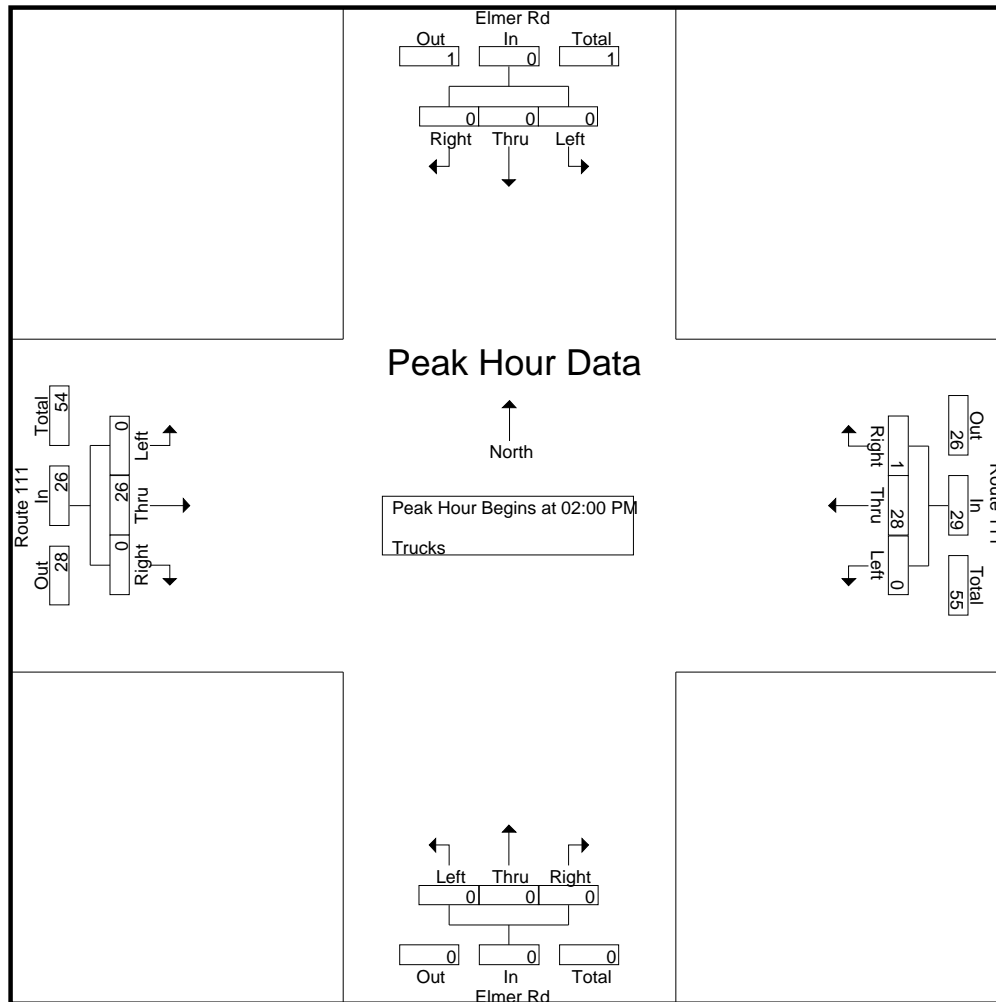 Elmer Rd
Out In Total
1 0 1
0 0 0
Right Thru Left
Peak Hour Data
North
Peak Hour Begins at 02:00 PM
Trucks
Route 111
Out In Total
28 26 54
0 26 0
Right Thru Left
Right Thru Left
1 28 0
26 29 55
Out In Total
Route 111
Left Thru Right
0 0 0
0 0 0
Out In Total
Elmer Rd